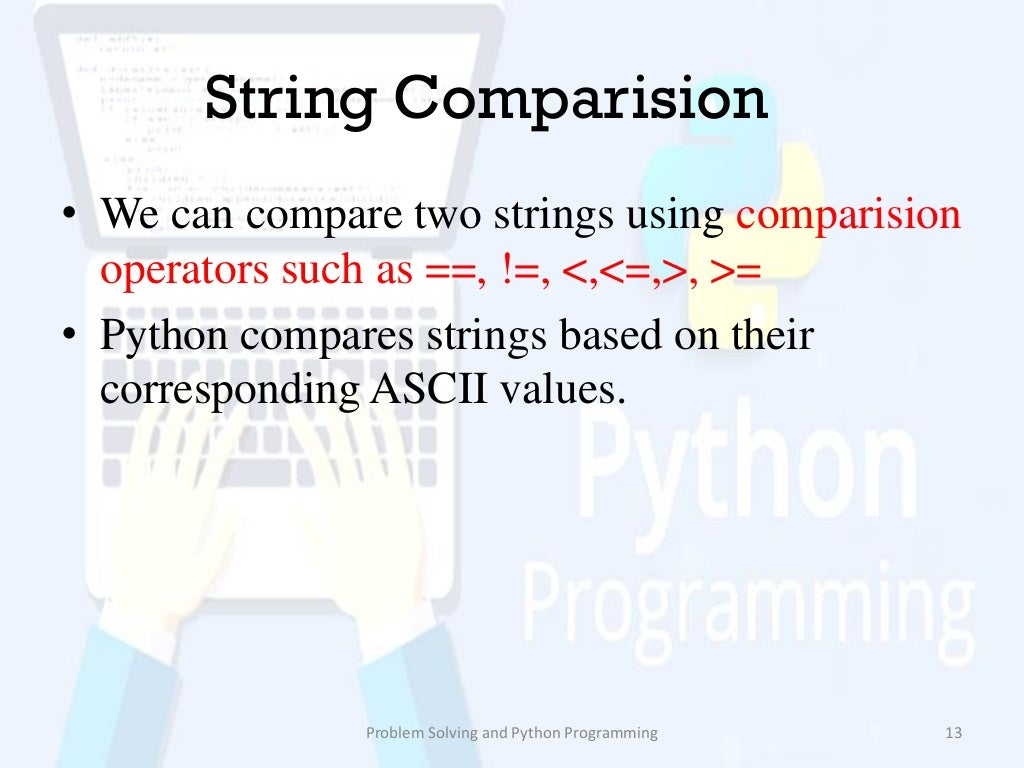 String Comparision
• We can compare two strings using comparision
operators such as ==, !=, <,<=,>, >=
• Python compares strings based on their
corresponding ASCII values.
Python
Programming
Problem Solving and Python Programming 13